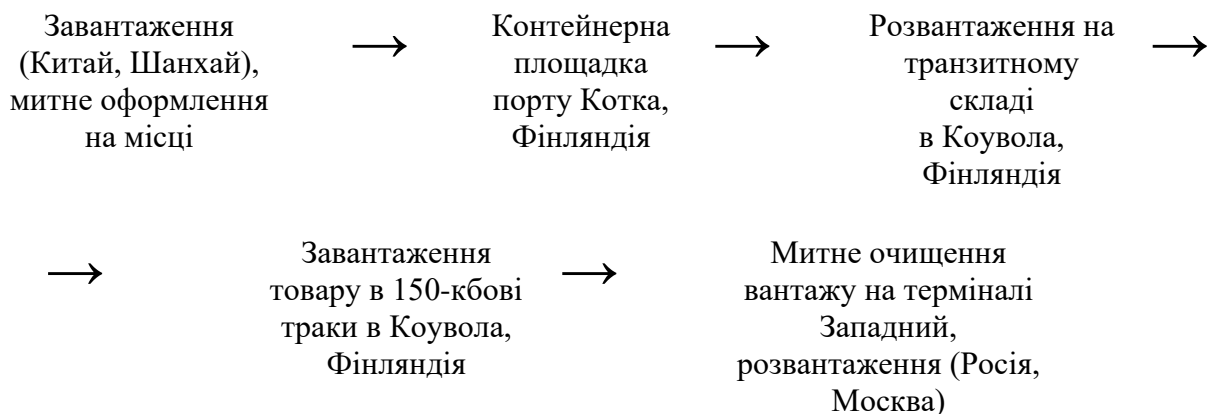 Завантаження
(Китай, Шанхай),
митне оформлення
на місці
→
Контейнерна
площадка
порту Котка,
Фінляндія
→
Розвантаження на
транзитному
складі
в Коувола,
Фінляндія
→
→
Завантаження
товару в 150-кбові
траки в Коувола,
Фінляндія
→
Митне очищення
вантажу на терміналі
Западний,
розвантаження (Росія,
Москва)